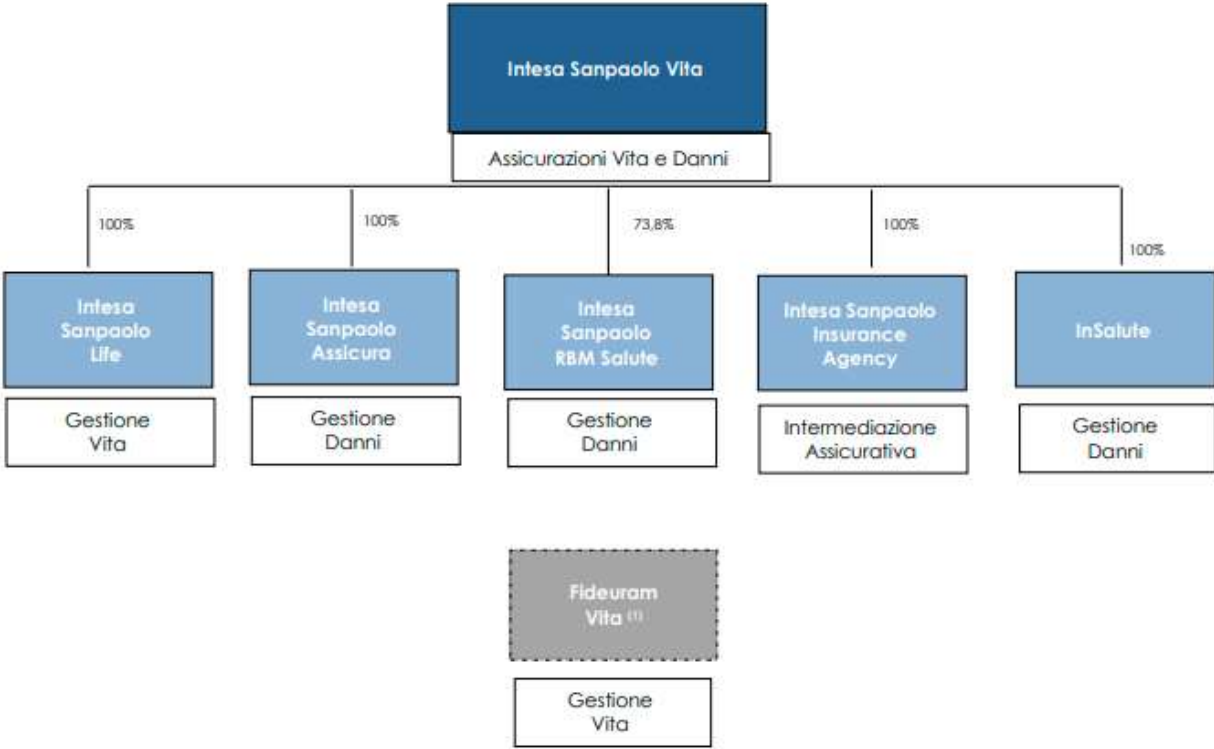 Intesa Sanpaolo Vita
Assicurazioni Vita e Danni
100%
100%
73,8%
100%
100%
Intesa
Sanpaolo
Life
Intesa
Sanpaolo
Assicura
Intesa
Sanpaolo
RBM Salute
Intesa Sanpaolo
Insurance
Agency
InSalute
Gestione
Vita
Gestione
Danni
Gestione
Danni
Intermediazione
Assicurativa
Gestione
Danni
Fideuram
Vita (1)
Gestione
Vita